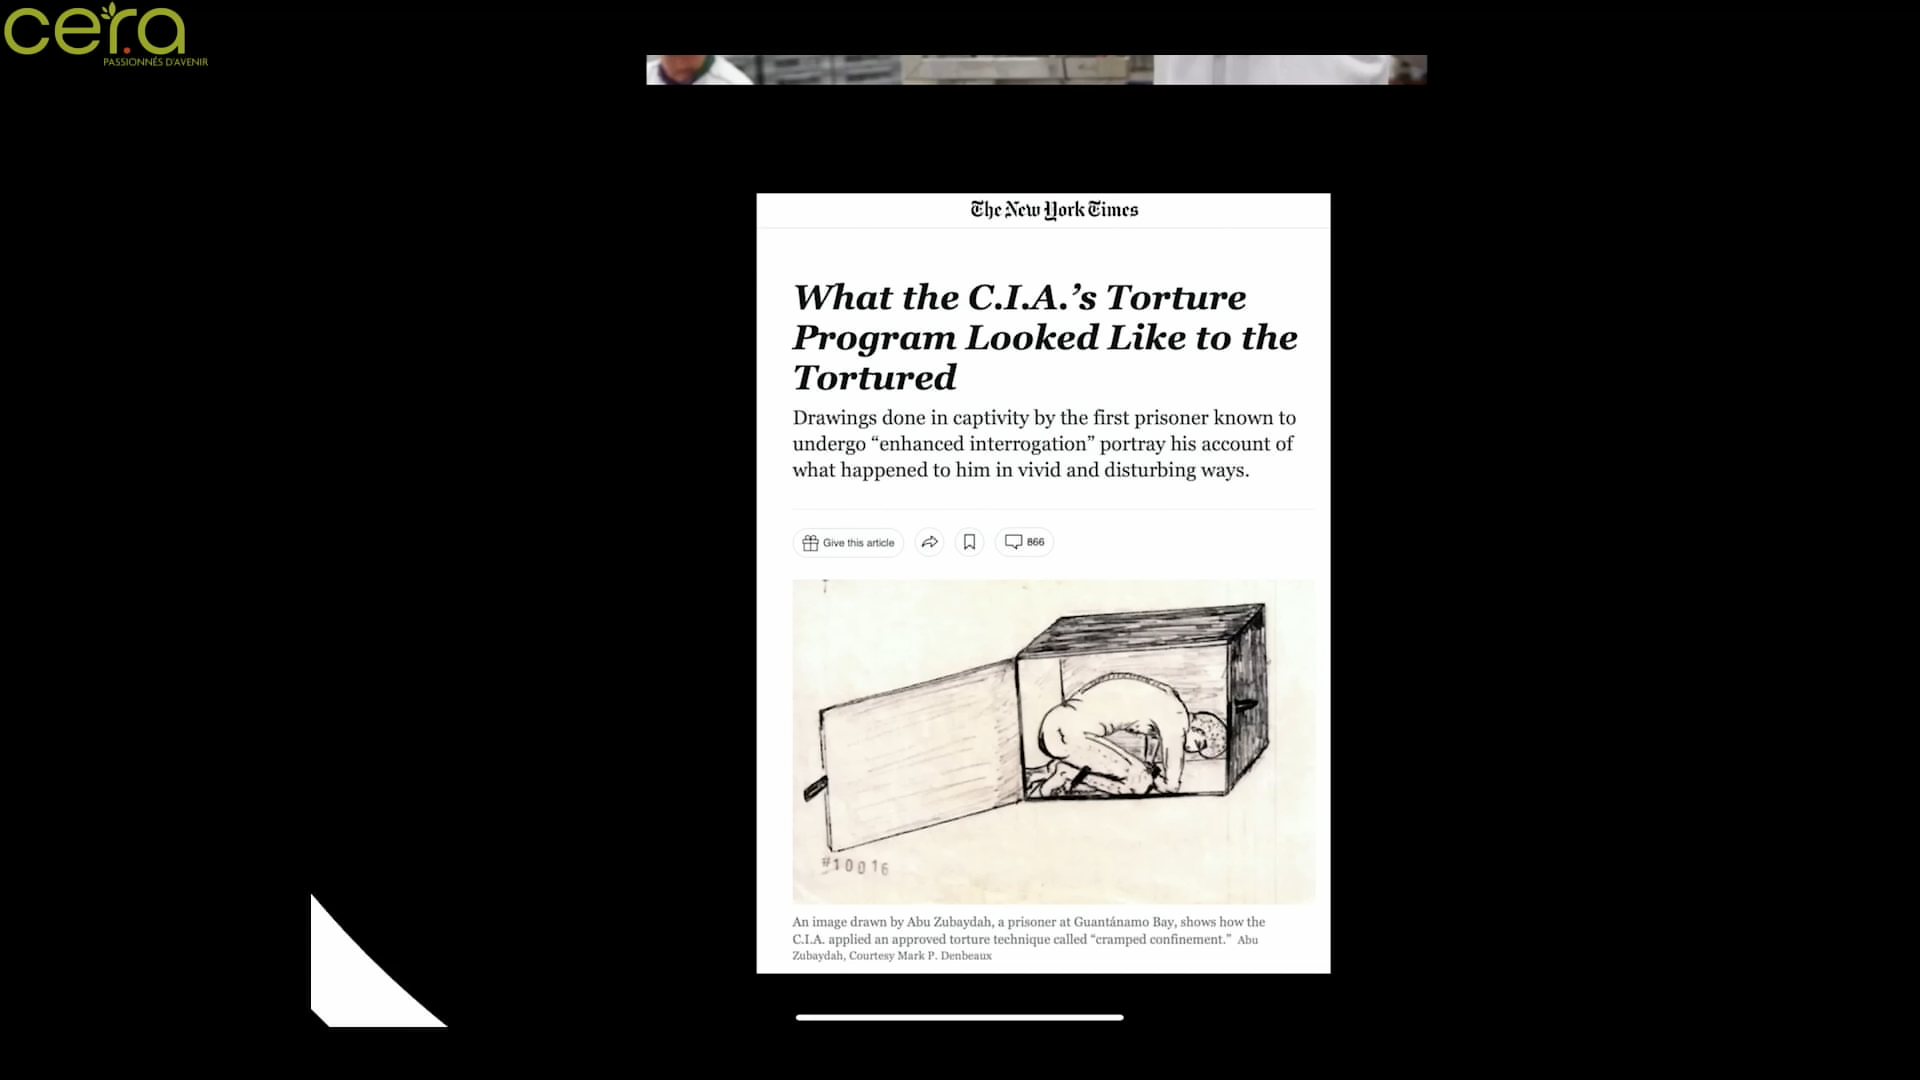 cera
PASSIONNÉS D'AVENIR
The New York Times
What the C.I.A.’s Torture
Program Looked Like to the
Tortured
Drawings done in captivity by the first prisoner known to
undergo “enhanced interrogation” portray his account of
what happened to him in vivid and disturbing ways.
Give this article
866
#10016
An image drawn by Abu Zubaydah, a prisoner at Guantánamo Bay, shows how the
C.I.A. applied an approved torture technique called “cramped confinement.” Abu
Zubaydah, Courtesy Mark P. Denbeaux